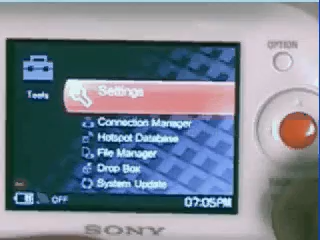 OPTION
Tools
Settings
Connection Manager
Hotspot Database
File Manager
Drop Box
System Update
OFF
07:05PM
SONY